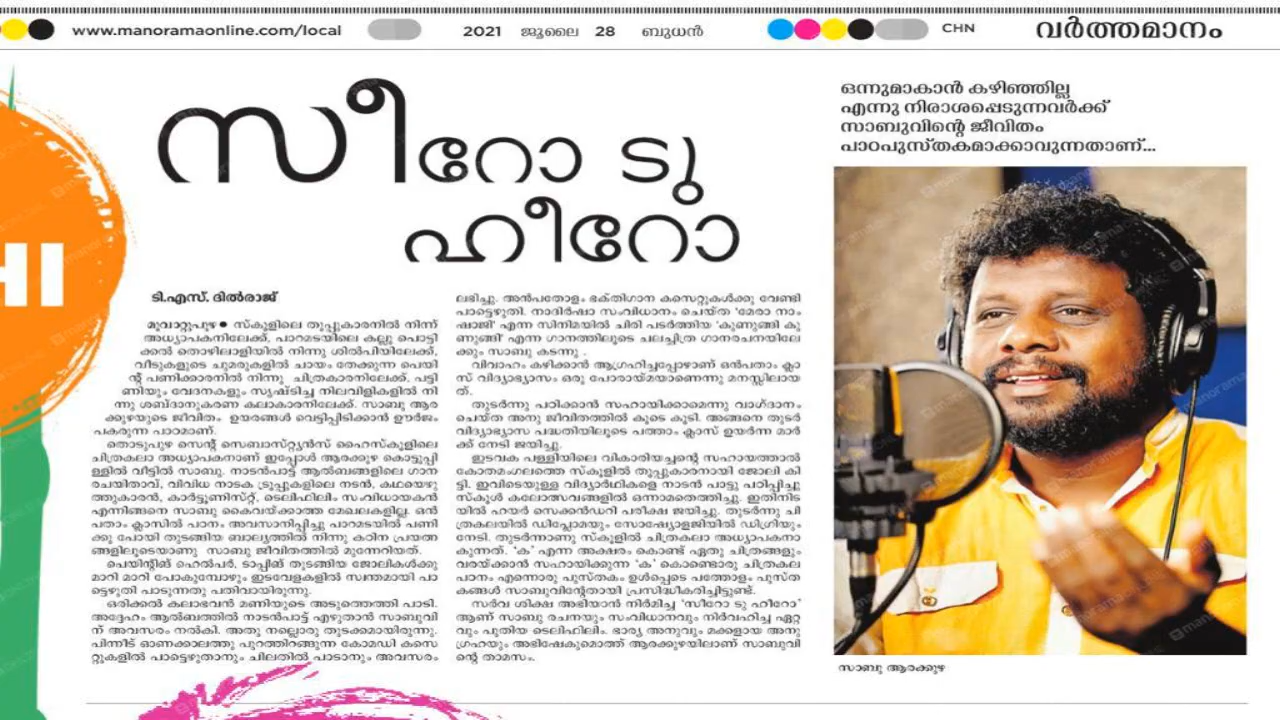 www.manoramaonline.com/local
2021 ജൂലൈ 28 ബുധൻ
CHN
വർത്തമാനം
HI
സീറോ ടു
ഹീറോ
ഒന്നുമാകാൻ കഴിഞ്ഞില്ല
എന്നു നിരാശപ്പെടുന്നവർക്ക്
സാബുവിന്റെ ജീവിതം
പാഠപുസ്തകമാക്കാവുന്നതാണ്...
ടി.എസ്. ദിൽരാജ്
മൂവാറ്റുപുഴ ● സ്കൂളിലെ തൂപ്പുകാരനിൽ നിന്ന്
അധ്യാപകനിലേക്ക്, പാറമടയിലെ കല്ലു പൊട്ടി
ക്കൽ തൊഴിലാളിയിൽ നിന്നു ശിൽപിയിലേക്ക്,
വീടുകളുടെ ചുമരുകളിൽ ചായം തേക്കുന്ന പെയി
ന്റ് പണിക്കാരനിൽ നിന്നു ചിത്രകാരനിലേക്ക്, പട്ടി
ണിയും വേദനകളും സൃഷ്ടിച്ച നിലവിളികളിൽ നി
ന്നു ശബ്ദാനുകരണ കലാകാരനിലേക്ക്. സാബു ആര
ക്കുഴയുടെ ജീവിതം ഉയരങ്ങൾ വെട്ടിപ്പിടിക്കാൻ ഊർജം
പകരുന്ന പാഠമാണ്.
തൊടുപുഴ സെന്റ് സെബാസ്റ്റ്യൻസ് ഹൈസ്കൂളിലെ
ചിത്രകലാ അധ്യാപകനാണ് ഇപ്പോൾ ആരക്കുഴ കൊട്ടൂപ്പി
ള്ളിൽ വീട്ടിൽ സാബു. നാടൻപാട്ട് ആൽബങ്ങളിലെ ഗാന
രചയിതാവ്, വിവിധ നാടക ട്രൂപ്പുകളിലെ നടൻ, കഥയെഴു
ത്തുകാരൻ, കാർട്ടൂണിസ്റ്റ്, ടെലിഫിലിം സംവിധായകൻ
എന്നിങ്ങനെ സാബു കൈവയ്ക്കാത്ത മേഖലകളില്ല. ഒൻ
പതാം ക്ലാസിൽ പഠനം അവസാനിപ്പിച്ചു പാറമടയിൽ പണി
ക്കു പോയി തുടങ്ങിയ ബാല്യത്തിൽ നിന്നു കഠിന പ്രയത്ന
ങ്ങളിലൂടെയാണു സാബു ജീവിതത്തിൽ മുന്നേറിയത്.
പെയിന്റിങ് ഹെൽപർ, ടാപ്പിങ് തുടങ്ങിയ ജോലികൾക്കു
മാറി മാറി പോകുമ്പോഴും ഇടവേളകളിൽ സ്വന്തമായി പാ
ട്ടെഴുതി പാടുന്നതു പതിവായിരുന്നു.
ഒരിക്കൽ കലാഭവൻ മണിയുടെ അടുത്തെത്തി പാടി.
അദ്ദേഹം ആൽബത്തിൽ നാടൻപാട്ട് എഴുതാൻ സാബുവി
ന് അവസരം നൽകി. അതു നല്ലൊരു തുടക്കമായിരുന്നു.
പിന്നീട് ഓണക്കാലത്തു പുറത്തിറങ്ങുന്ന കോമഡി കസെ
റ്റുകളിൽ പാട്ടെഴുതാനും ചിലതിൽ പാടാനും അവസരം
ലഭിച്ചു. അൻപതോളം ഭക്തിഗാന കസെറ്റുകൾക്കു വേണ്ടി
പാട്ടെഴുതി. നാദിർഷാ സംവിധാനം ചെയ്ത ‘മേരാ നാം
ഷാജി’ എന്ന സിനിമയിൽ ചിരി പടർത്തിയ ‘കുണുങ്ങി കു
ണുങ്ങി’ എന്ന ഗാനത്തിലൂടെ ചലച്ചിത്ര ഗാനരചനയിലേ
ക്കും സാബു കടന്നു .
വിവാഹം കഴിക്കാൻ ആഗ്രഹിച്ചപ്പോഴാണ് ഒൻപതാം ക്ലാ
സ് വിദ്യാഭ്യാസം ഒരു പോരായ്മയാണെന്നു മനസ്സിലായ
ത്.
തുടർന്നു പഠിക്കാൻ സഹായിക്കാമെന്നു വാഗ്ദാനം
ചെയ്ത അനു ജീവിതത്തിൽ കൂടെ കൂടി. അങ്ങനെ തുടർ
വിദ്യാഭ്യാസ പദ്ധതിയിലൂടെ പത്താം ക്ലാസ് ഉയർന്ന മാർ
ക്ക് നേടി ജയിച്ചു.
ഇടവക പള്ളിയിലെ വികാരിയച്ചന്റെ സഹായത്താൽ
കോതമംഗലത്തെ സ്കൂളിൽ തൂപ്പുകാരനായി ജോലി കി
ട്ടി. ഇവിടെയുള്ള വിദ്യാർഥികളെ നാടൻ പാട്ടു പഠിപ്പിച്ചു
സ്കൂൾ കലോത്സവങ്ങളിൽ ഒന്നാമതെത്തിച്ചു. ഇതിനിട
യിൽ ഹയർ സെക്കൻഡറി പരീക്ഷ ജയിച്ചു. തുടർന്നു ചി
ത്രകലയിൽ ഡിപ്ലോമയും സോഷ്യോളജിയിൽ ഡിഗ്രിയും
നേടി. തുടർന്നാണു സ്കൂളിൽ ചിത്രകലാ അധ്യാപകനാ
കുന്നത്. ‘ക’ എന്ന അക്ഷരം കൊണ്ട് ഏതു ചിത്രങ്ങളും
വരയ്ക്കാൻ സഹായിക്കുന്ന ‘ക’ കൊണ്ടൊരു ചിത്രകല
പഠനം എന്നൊരു പുസ്തകം ഉൾപ്പെടെ പത്തോളം പുസ്ത
കങ്ങൾ സാബുവിന്റേതായി പ്രസിദ്ധീകരിച്ചിട്ടുണ്ട്.
സർവ ശിക്ഷ അഭിയാൻ നിർമിച്ച ‘സീറോ ടു ഹീറോ’
ആണ് സാബു രചനയും സംവിധാനവും നിർവഹിച്ച ഏറ്റ
വും പുതിയ ടെലിഫിലിം. ഭാര്യ അനുവും മക്കളായ അനു
ഗ്രഹയും അഭിഷേകുമൊത്ത് ആരക്കുഴയിലാണ് സാബുവി
ന്റെ താമസം.
സാബു ആരക്കുഴ